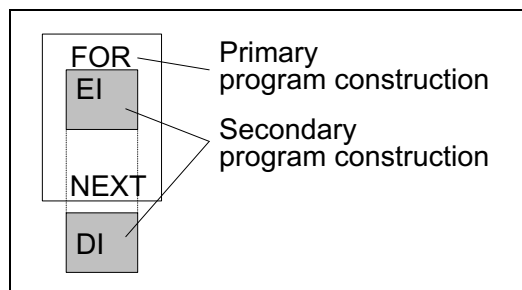 FOR
EI
NEXT
DI
Primary
program construction
Secondary
program construction